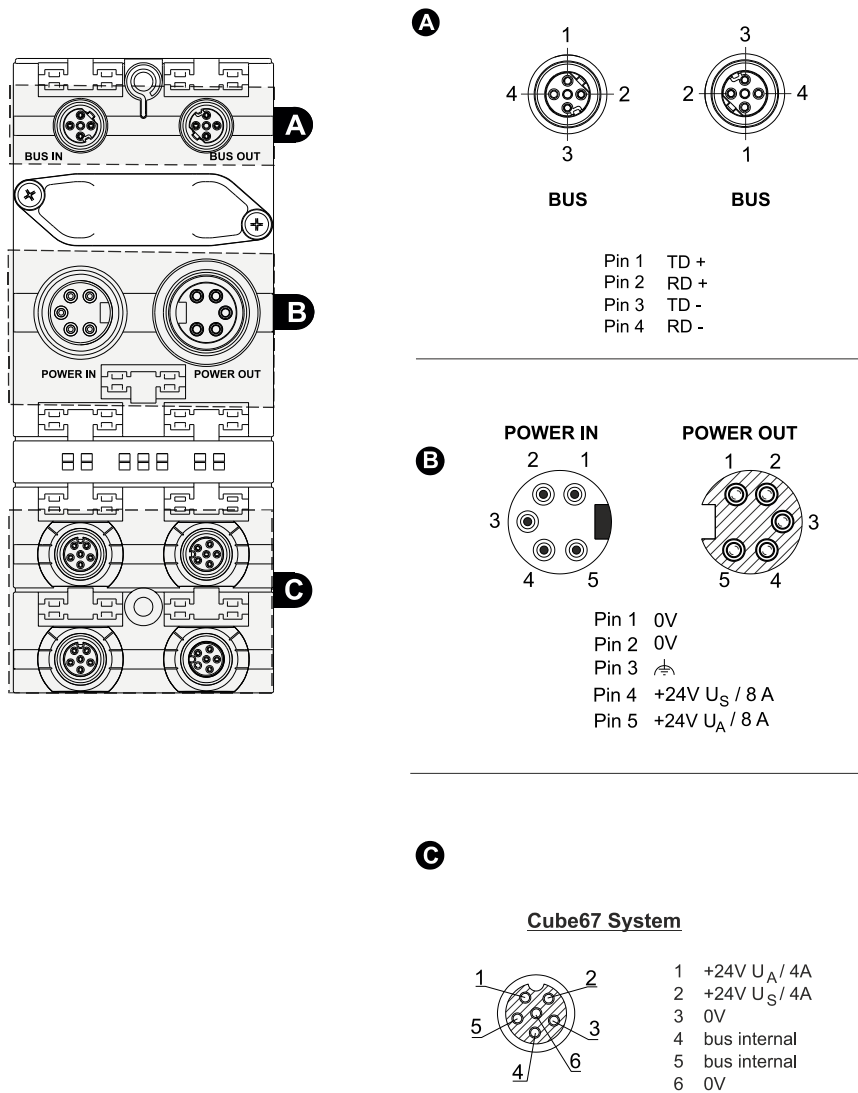 A
BUS IN
BUS OUT
B
POWER IN
POWER OUT
C
A
1
4
2
3
BUS
3
2
4
1
BUS
Pin 1 TD +
Pin 2 RD +
Pin 3 TD -
Pin 4 RD -
B
POWER IN
2 1
3
4 5
POWER OUT
1 2
3
5 4
Pin 1 0V
Pin 2 0V
Pin 3
Pin 4 +24V US / 8 A
Pin 5 +24V UA / 8 A
C
Cube67 System
1 2
5 3
4 6
1 +24V UA / 4A
2 +24V US / 4A
3 0V
4 bus internal
5 bus internal
6 0V